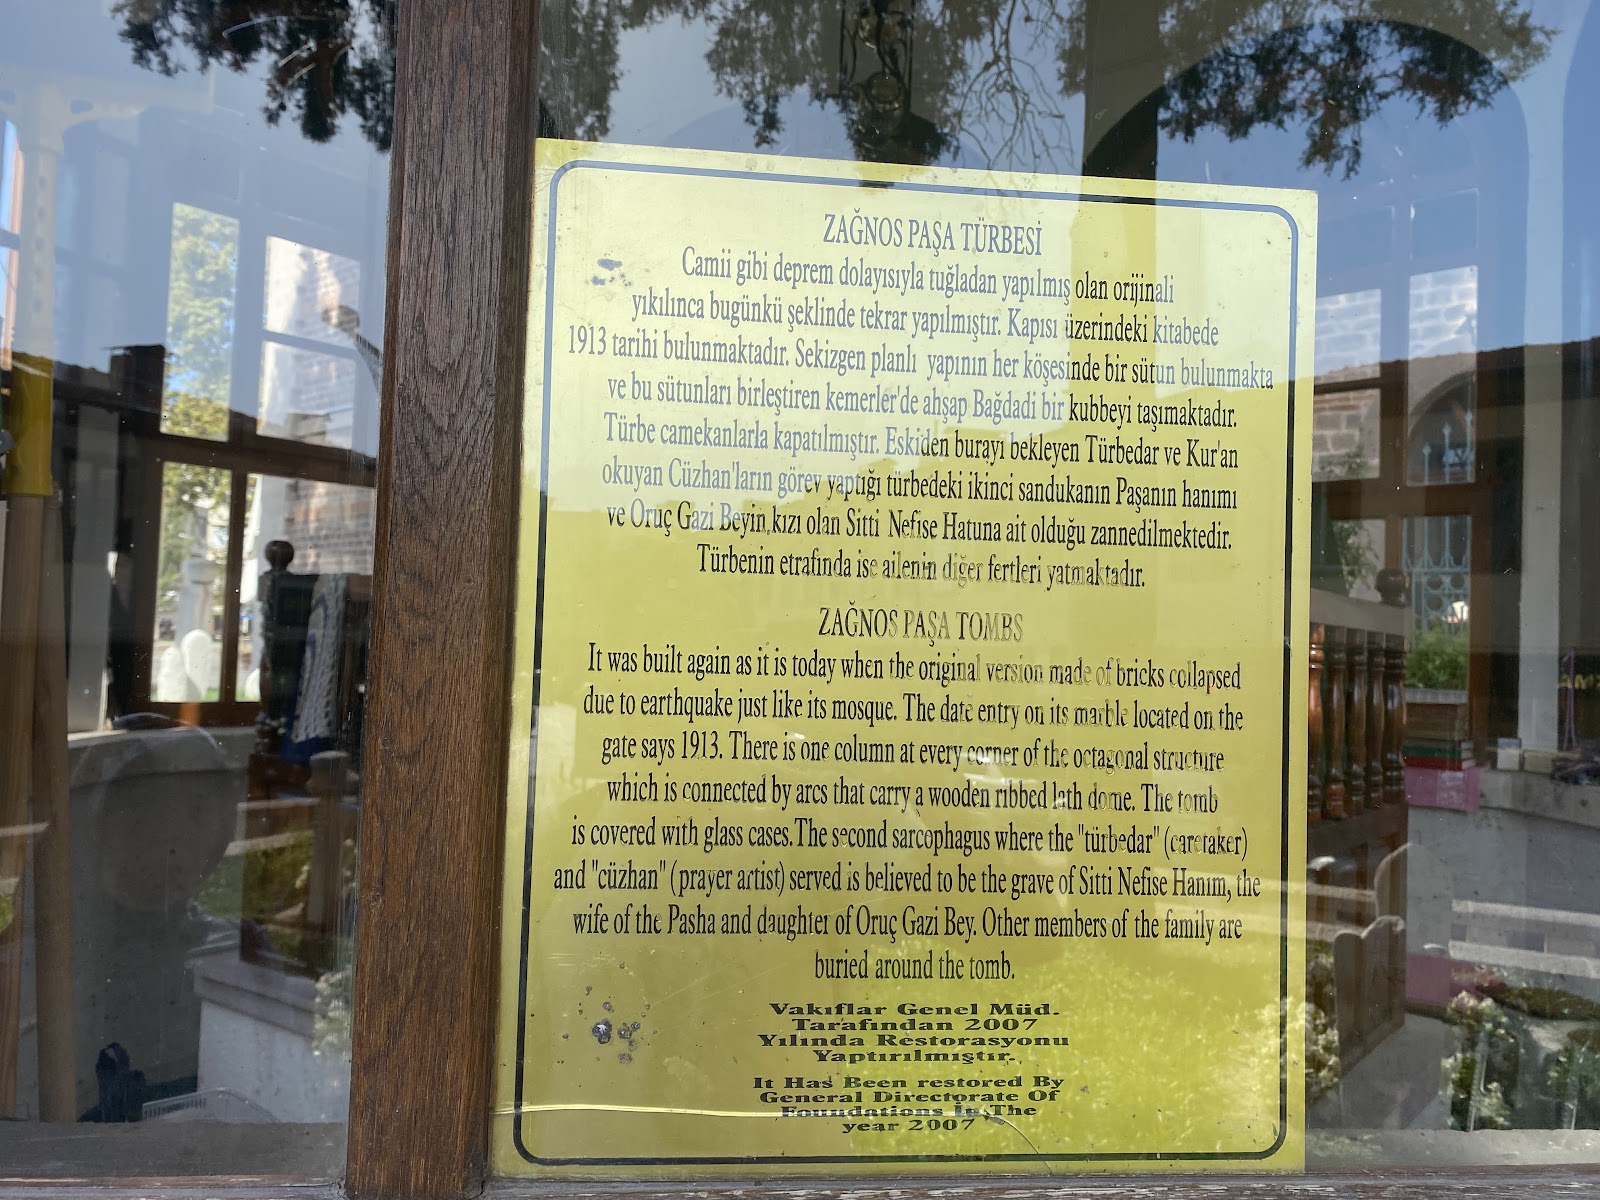 ZAĞNOS PAŞA TÜRBESİ
Camii gibi deprem dolayısıyla tuğladan yapılmış olan orijinali
yıkılınca bugünkü şeklinde tekrar yapılmıştır. Kapısı üzerindeki kitabede
1913 tarihi bulunmaktadır. Sekizgen planlı yapının her köşesinde bir sütun bulunmakta
ve bu sütunları birleştiren kemerler'de ahşap Bağdadi bir kubbeyi taşımaktadır.
Türbe camekanlarla kapatılmıştır. Eskiden burayı bekleyen Türbedar ve Kur'an
okuyan Cüzhan'ların görev yaptığı türbedeki ikinci sandukanın Paşanın hanımı
ve Oruç Gazi Beyin,kızı olan Sitti Nefise Hatuna ait olduğu zannedilmektedir.
Türbenin etrafında ise ailenin diğer fertleri yatmaktadır.
ZAĞNOS PAŞA TOMBS
It was built again as it is today when the original version made of bricks collapsed
due to earthquake just like its mosque. The date entry on its marble located on the
gate says 1913. There is one column at every corner of the octagonal structure
which is connected by arcs that carry a wooden ribbed lath dome. The tomb
is covered with glass cases.The second sarcophagus where the "türbedar" (caretaker)
and "cüzhan" (prayer artist) served is believed to be the grave of Sitti Nefise Hanım, the
wife of the Pasha and daughter of Oruç Gazi Bey. Other members of the family are
buried around the tomb.
Vakıflar Genel Müd.
Tarafından 2007
Yılında Restorasyonu
Yaptırılmıştır.
It Has Been restored By
General Directorate Of
Foundations İn The
year 2007